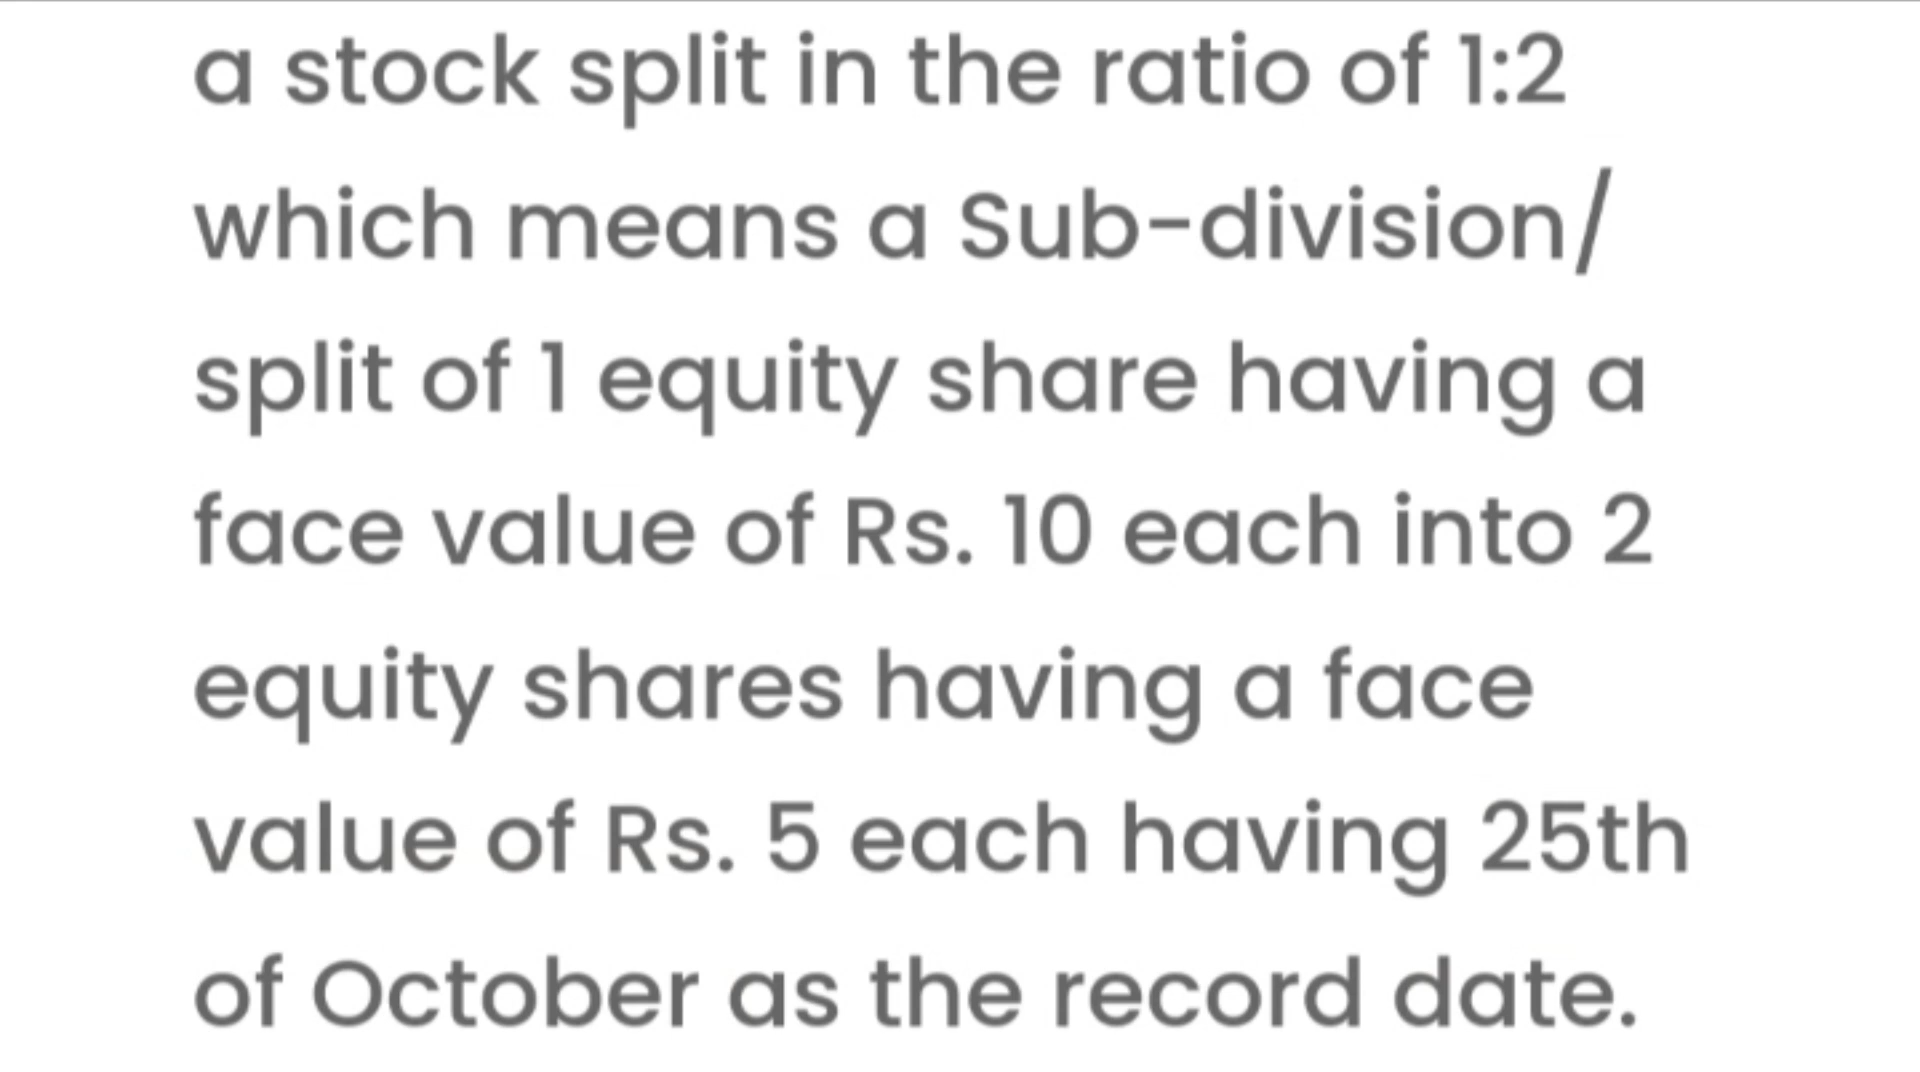 a stock split in the ratio of 1:2
which means a Sub-division/
split of 1 equity share having a
face value of Rs. 10 each into 2
equity shares having a face
value of Rs. 5 each having 25th
of October as the record date.